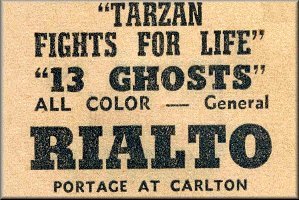 "TARZAN
FIGHTS FOR LIFE"
"13 GHOSTS"
ALL COLOR — General
RIALTO
PORTAGE AT CARLTON